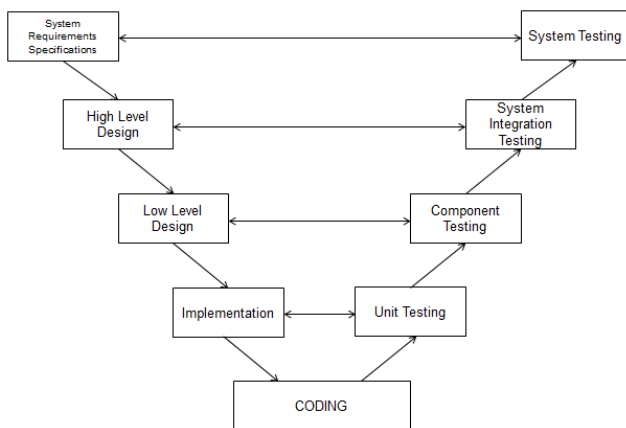 System
Requirements
Specifications
System Testing
High Level
Design
System
Integration
Testing
Low Level
Design
Component
Testing
Implementation
Unit Testing
CODING